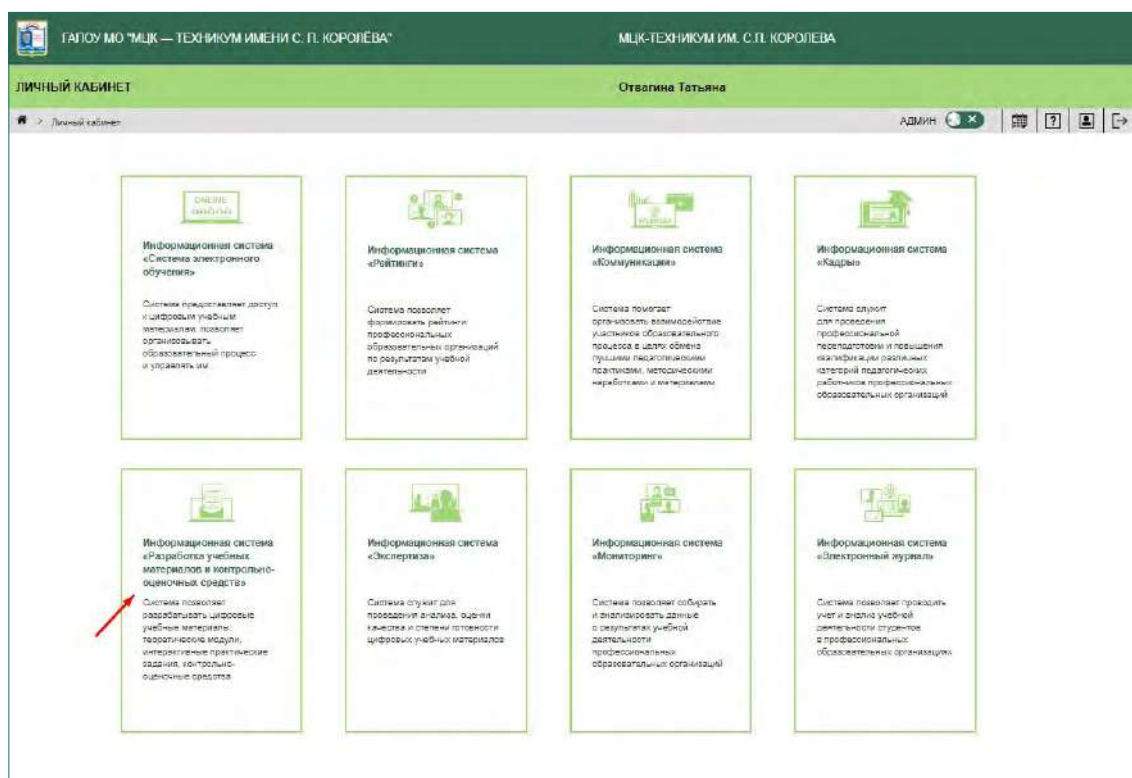 ГАПОУ МО "МЦК — ТЕХНИКУМ ИМЕНИ С. П. КОРОЛЁВА"
МЦК-ТЕХНИКУМ ИМ. С.П. КОРОЛЕВА
ЛИЧНЫЙ КАБИНЕТ
Отвагина Татьяна
> Личный кабинет
АДМИН
ONLINE
Информационная система
«Система электронного
обучения»
Система предоставляет доступ
к цифровым учебным
материалам, позволяет
организовывать
образовательный процесс
и управлять им
Информационная система
«Рейтинги»
Система позволяет
формировать рейтинги
профессиональных
образовательных организаций
по результатам учебной
деятельности
WEBINAR
Информационная система
«Коммуникации»
Система помогает
организовать взаимодействие
участников образовательного
процесса в целях обмена
лучшими педагогическими
практиками, методическими
наработками и материалами
Информационная система
«Кадры»
Система служит
для проведения
профессиональной
переподготовки и повышения
квалификации различных
категорий педагогических
работников профессиональных
образовательных организаций
Информационная система
«Разработка учебных
материалов и контрольно-
оценочных средств»
Система позволяет
разрабатывать цифровые
учебные материалы:
теоретические модули,
интерактивные практические
задания, контрольно-
оценочные средства
Информационная система
«Экспертиза»
Система служит для
проведения анализа, оценки
качества и степени готовности
цифровых учебных материалов
Информационная система
«Мониторинг»
Система позволяет собирать
и анализировать данные
о результатах учебной
деятельности
профессиональных
образовательных организаций
Информационная система
«Электронный журнал»
Система позволяет проводить
учет и анализ учебной
деятельности студентов
в профессиональных
образовательных организациях